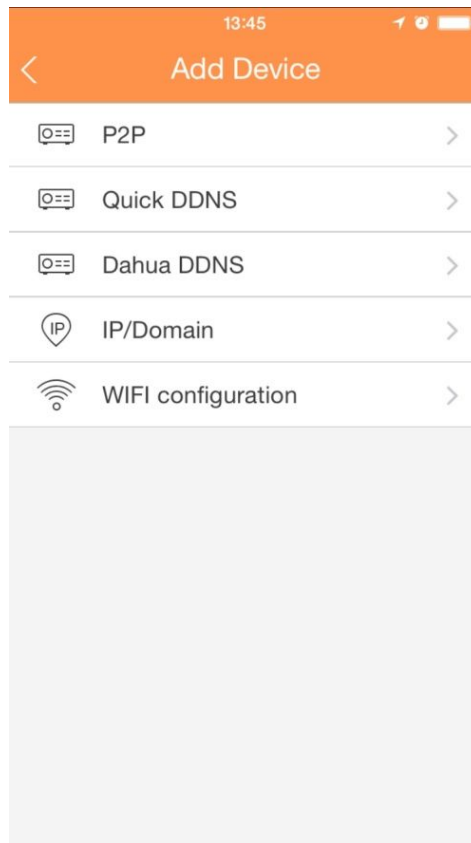 13:45
Add Device
P2P
Quick DDNS
Dahua DDNS
IP
IP/Domain
WIFI configuration